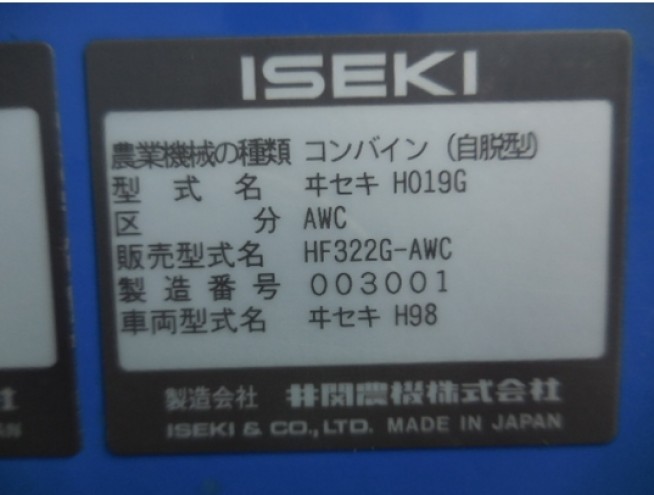 ISEKI
農業機械の種類 コンバイン (自脱型)
型式名 ヰセキ H019G
区分 AWC
販売型式名 HF322G-AWC
製造番号 003001
車両型式名 ヰセキ H98
製造会社 井関農機株式会社
ISEKI & CO., LTD. MADE IN JAPAN